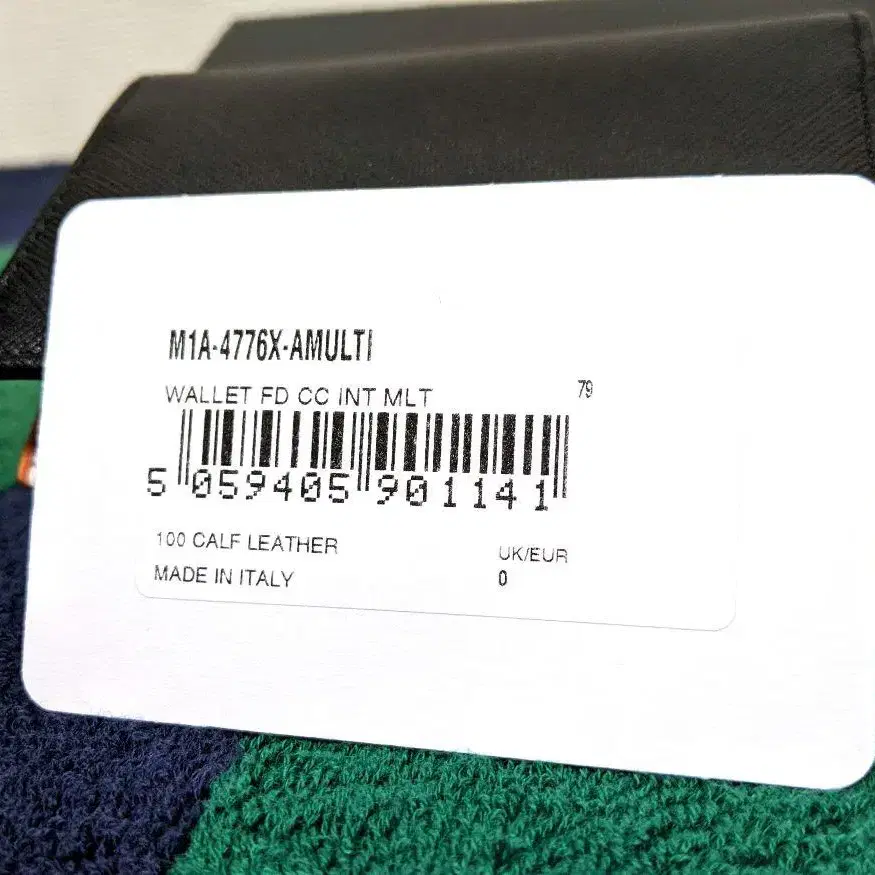 M1A-4776X-AMULTI
WALLET FD CC INT MLT 79
5 059405 901141
100 CALF LEATHER UK/EUR
MADE IN ITALY 0